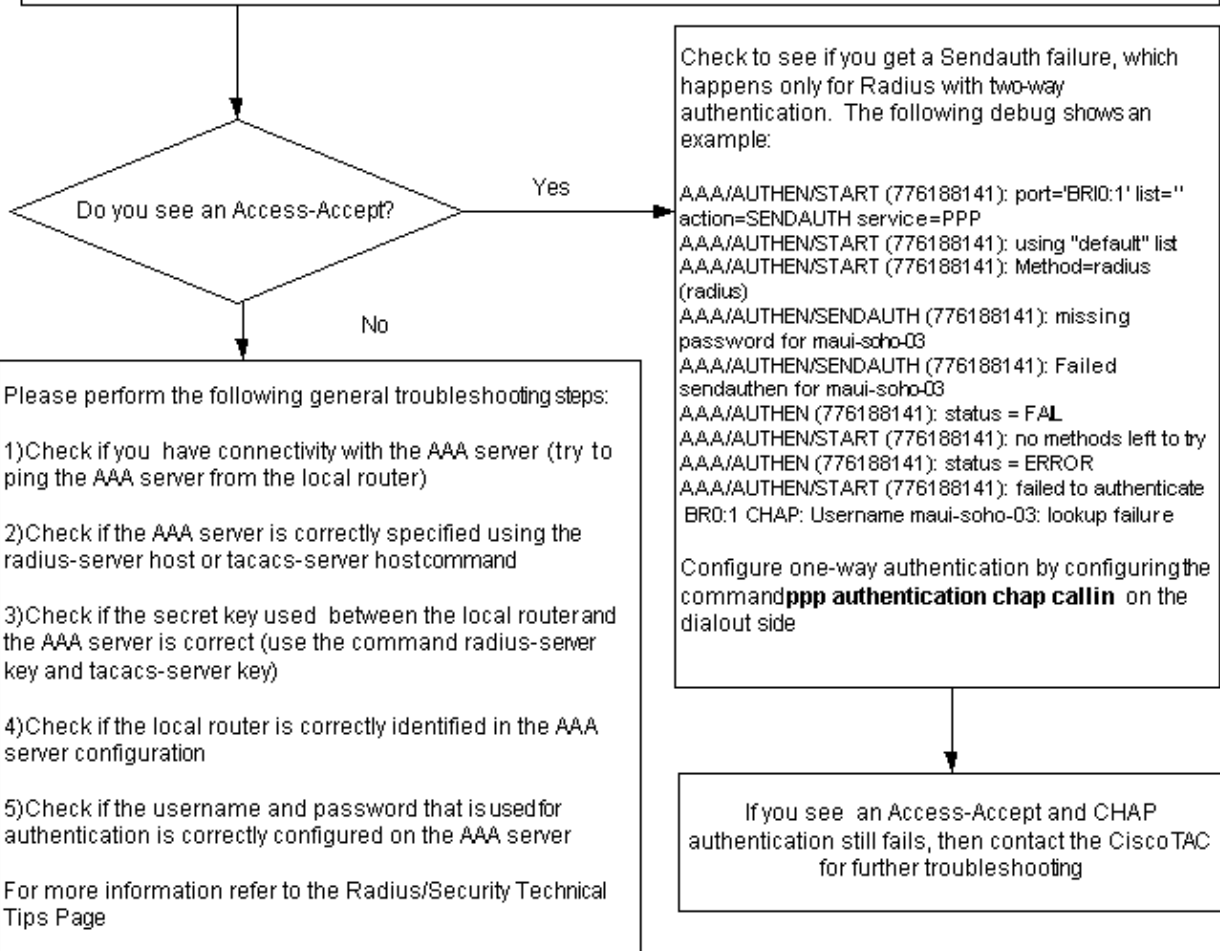 Do you see an Access-Accept?
Yes
No
Check to see if you get a Sendauth failure, which
happens only for Radius with two-way
authentication. The following debug shows an
example:
AAA/AUTHEN/START (776188141): port='BRI0:1' list=''
action=SENDAUTH service=PPP
AAA/AUTHEN/START (776188141): using "default" list
AAA/AUTHEN/START (776188141): Method=radius
(radius)
AAA/AUTHEN/SENDAUTH (776188141): missing
password for maui-soho-03
AAA/AUTHEN/SENDAUTH (776188141): Failed
sendauthen for maui-soho-03
AAA/AUTHEN (776188141): status = FAIL
AAA/AUTHEN/START (776188141): no methods left to try
AAA/AUTHEN (776188141): status = ERROR
AAA/AUTHEN/START (776188141): failed to authenticate
BR0:1 CHAP: Username maui-soho-03: lookup failure
Configure one-way authentication by configuring the
command ppp authentication chap callin on the
dialout side
Please perform the following general troubleshooting steps:
1)Check if you have connectivity with the AAA server (try to
ping the AAA server from the local router)
2)Check if the AAA server is correctly specified using the
radius-server host or tacacs-server host command
3)Check if the secret key used between the local router and
the AAA server is correct (use the command radius-server
key and tacacs-server key)
4)Check if the local router is correctly identified in the AAA
server configuration
5)Check if the username and password that is used for
authentication is correctly configured on the AAA server
For more information refer to the Radius/Security Technical
Tips Page
If you see an Access-Accept and CHAP
authentication still fails, then contact the Cisco TAC
for further troubleshooting